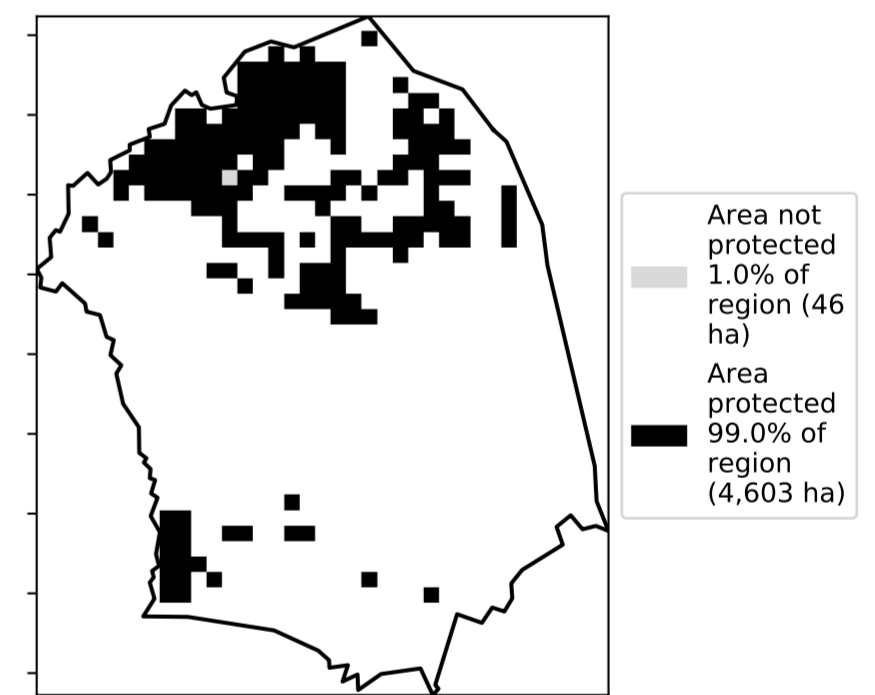 Area not
protected
1.0% of
region (46
ha)
Area
protected
99.0% of
region
(4,603 ha)